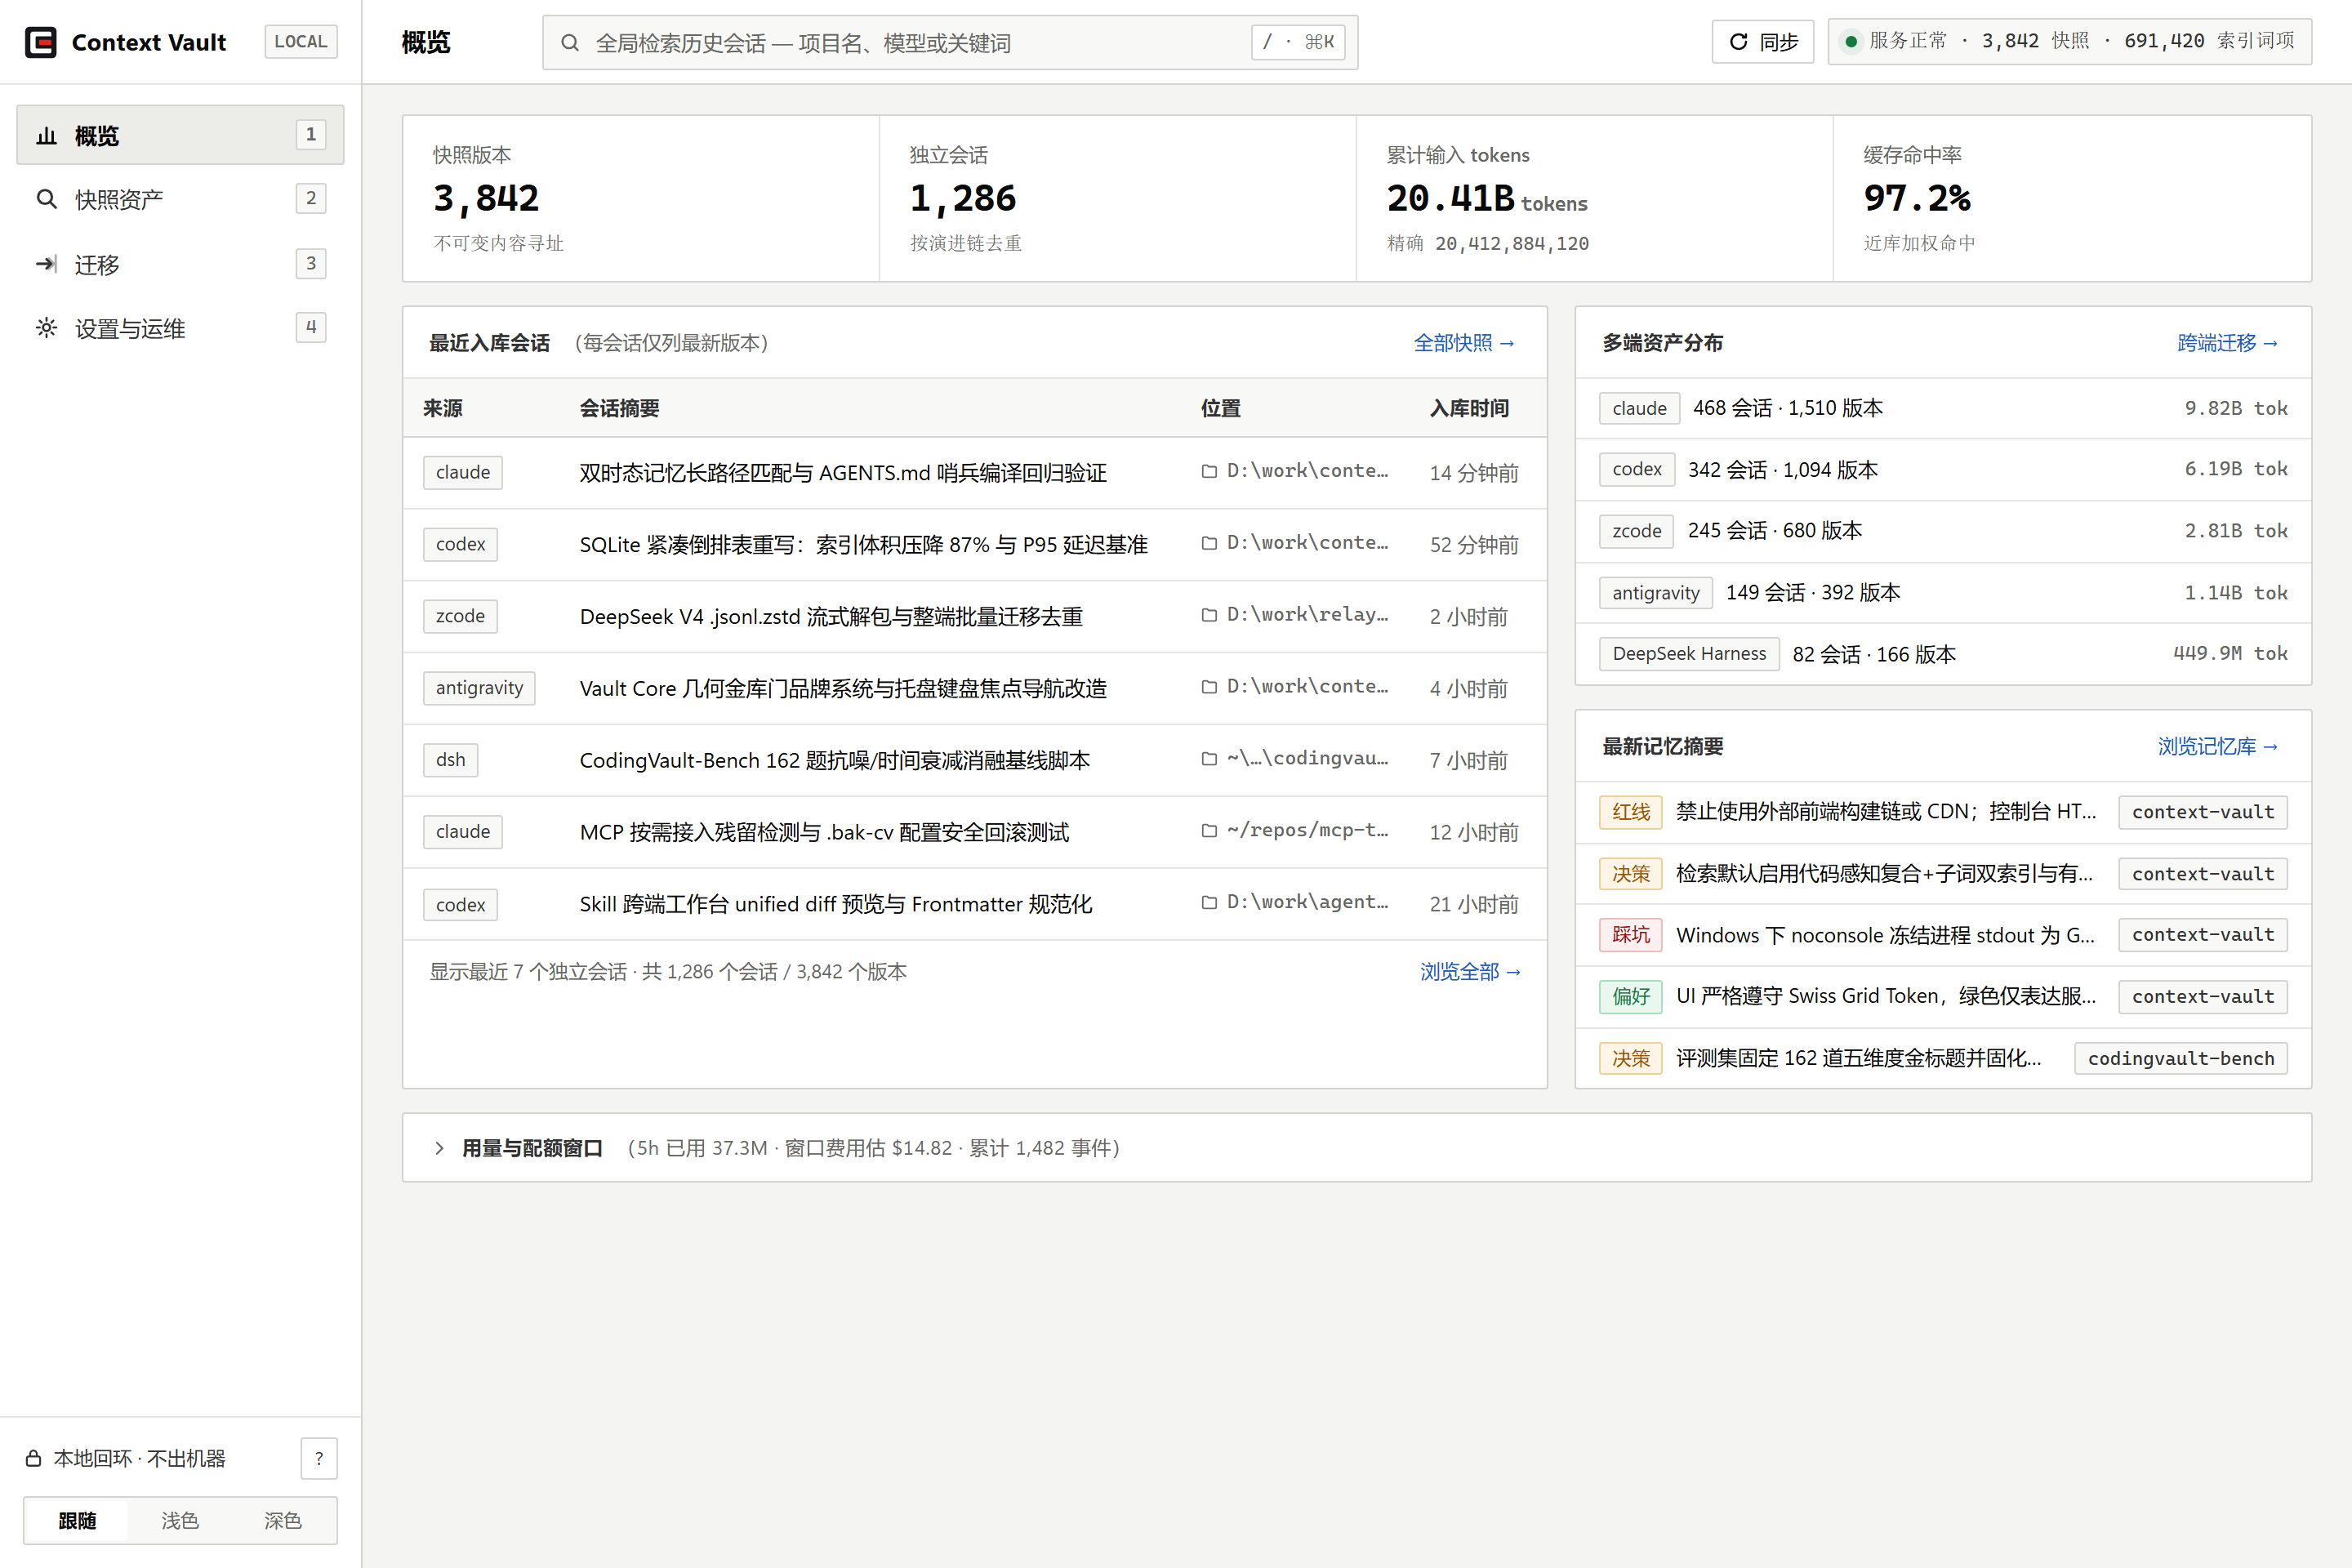 Context Vault LOCAL
概览 1
快照资产 2
迁移 3
设置与运维 4
本地回环 · 不出机器 ?
跟随 浅色 深色
概览
全局检索历史会话 — 项目名、模型或关键词 / · ⌘K
同步
服务正常 · 3,842 快照 · 691,420 索引词项
快照版本
3,842
不可变内容寻址
独立会话
1,286
按演进链去重
累计输入 tokens
20.41B tokens
精确 20,412,884,120
缓存命中率
97.2%
近库加权命中
最近入库会话 (每会话仅列最新版本) 全部快照 →
来源 会话摘要 位置 入库时间
claude 双时态记忆长路径匹配与 AGENTS.md 哨兵编译回归验证 D:\work\conte… 14 分钟前
codex SQLite 紧凑倒排表重写：索引体积压降 87% 与 P95 延迟基准 D:\work\conte… 52 分钟前
zcode DeepSeek V4 .jsonl.zstd 流式解包与整端批量迁移去重 D:\work\relay… 2 小时前
antigravity Vault Core 几何金库门品牌系统与托盘键盘焦点导航改造 D:\work\conte… 4 小时前
dsh CodingVault-Bench 162 题抗噪/时间衰减消融基线脚本 ~\…\codingvau… 7 小时前
claude MCP 按需接入残留检测与 .bak-cv 配置安全回滚测试 ~/repos/mcp-t… 12 小时前
codex Skill 跨端工作台 unified diff 预览与 Frontmatter 规范化 D:\work\agent… 21 小时前
显示最近 7 个独立会话 · 共 1,286 个会话 / 3,842 个版本 浏览全部 →
多端资产分布 跨端迁移 →
claude 468 会话 · 1,510 版本 9.82B tok
codex 342 会话 · 1,094 版本 6.19B tok
zcode 245 会话 · 680 版本 2.81B tok
antigravity 149 会话 · 392 版本 1.14B tok
DeepSeek Harness 82 会话 · 166 版本 449.9M tok
最新记忆摘要 浏览记忆库 →
红线 禁止使用外部前端构建链或 CDN；控制台 HT… context-vault
决策 检索默认启用代码感知复合+子词双索引与有… context-vault
踩坑 Windows 下 noconsole 冻结进程 stdout 为 G… context-vault
偏好 UI 严格遵守 Swiss Grid Token，绿色仅表达服… context-vault
决策 评测集固定 162 道五维度金标题并固化… codingvault-bench
用量与配额窗口 (5h 已用 37.3M · 窗口费用估 $14.82 · 累计 1,482 事件)